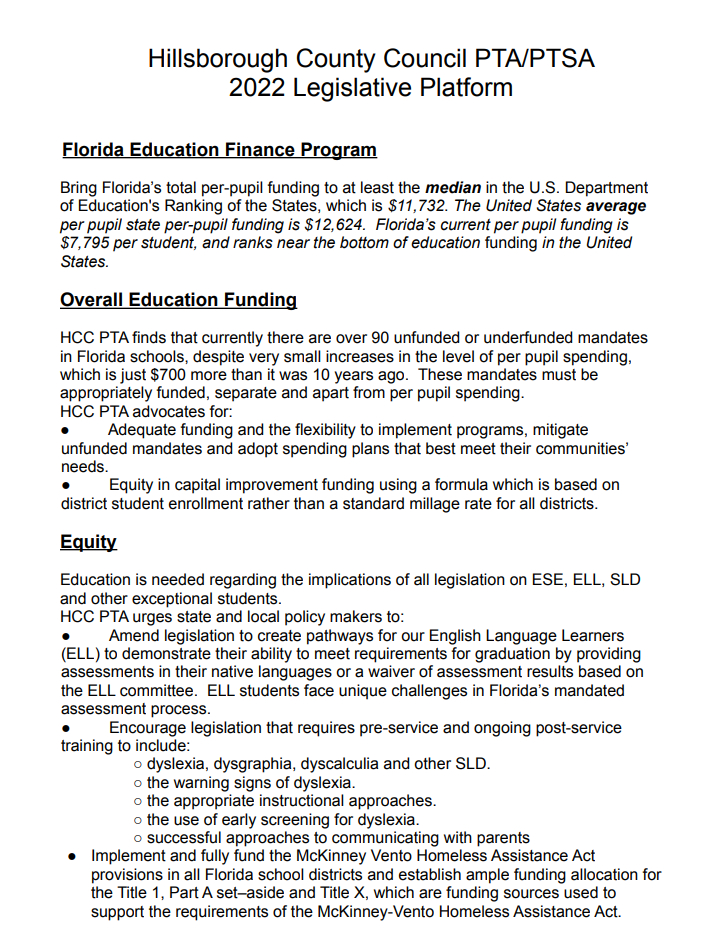 Hillsborough County Council PTA/PTSA
2022 Legislative Platform
Florida Education Finance Program
Bring Florida's total per-pupil funding to at least the median in the U.S. Department
of Education's Ranking of the States, which is $11,732. The United States average
per pupil state per-pupil funding is $12,624.  Florida's current per pupil funding is
$7,795 per student, and ranks near the bottom of education funding in the United
States.
Overall Education Funding
HCC PTA finds that currently there are over 90 unfunded or underfunded mandates
in Florida schools, despite very small increases in the level of per pupil spending,
which is just $700 more than it was 10 years ago.  These mandates must be
appropriately funded, separate and apart from per pupil spending.
HCC PTA advocates for:
● Adequate funding and the flexibility to implement programs, mitigate
unfunded mandates and adopt spending plans that best meet their communities'
needs.
● Equity in capital improvement funding using a formula which is based on
district student enrollment rather than a standard millage rate for all districts.
Equity
Education is needed regarding the implications of all legislation on ESE, ELL, SLD
and other exceptional students.
HCC PTA urges state and local policy makers to:
● Amend legislation to create pathways for our English Language Learners
(ELL) to demonstrate their ability to meet requirements for graduation by providing
assessments in their native languages or a waiver of assessment results based on
the ELL committee.  ELL students face unique challenges in Florida's mandated
assessment process.
● Encourage legislation that requires pre-service and ongoing post-service
training to include:
○ dyslexia, dysgraphia, dyscalculia and other SLD.
○ the warning signs of dyslexia.
○ the appropriate instructional approaches.
○ the use of early screening for dyslexia.
○ successful approaches to communicating with parents
● Implement and fully fund the McKinney Vento Homeless Assistance Act
provisions in all Florida school districts and establish ample funding allocation for
the Title 1, Part A set–aside and Title X, which are funding sources used to
support the requirements of the McKinney-Vento Homeless Assistance Act.